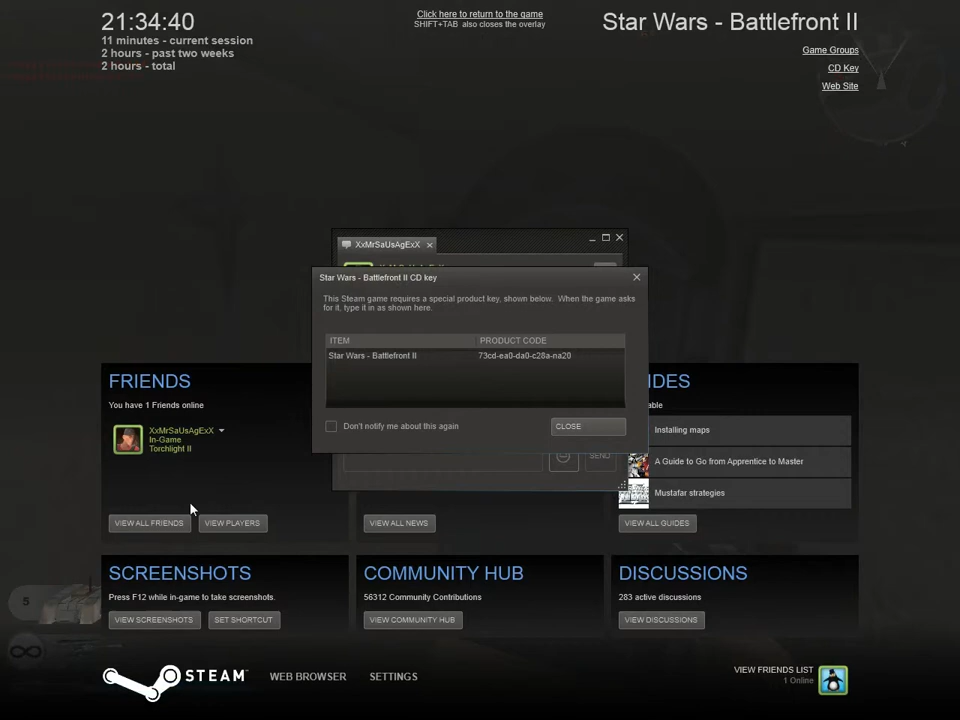 21:34:40
11 minutes - current session
2 hours - past two weeks
2 hours - total
Click here to return to the game
SHIFT+TAB also closes the overlay
Star Wars - Battlefront II
Game Groups
CD Key
Web Site
XxMrSaUsAgExX
Star Wars - Battlefront II CD key
This Steam game requires a special product key, shown below. When the game asks
for it, type it in as shown here.
ITEM PRODUCT CODE
Star Wars - Battlefront II 73cd-ea0-da0-c28a-na20
Don't notify me about this again
CLOSE
SEND
FRIENDS
You have 1 Friends online
XxMrSaUsAgExX
In-Game
Torchlight II
VIEW ALL FRIENDS VIEW PLAYERS
VIEW ALL NEWS
IDES
able
Installing maps
A Guide to Go from Apprentice to Master
Mustafar strategies
VIEW ALL GUIDES
SCREENSHOTS
Press F12 while in-game to take screenshots.
VIEW SCREENSHOTS SET SHORTCUT
COMMUNITY HUB
56312 Community Contributions
VIEW COMMUNITY HUB
DISCUSSIONS
283 active discussions
VIEW DISCUSSIONS
5
STEAM
WEB BROWSER
SETTINGS
VIEW FRIENDS LIST
1 Online